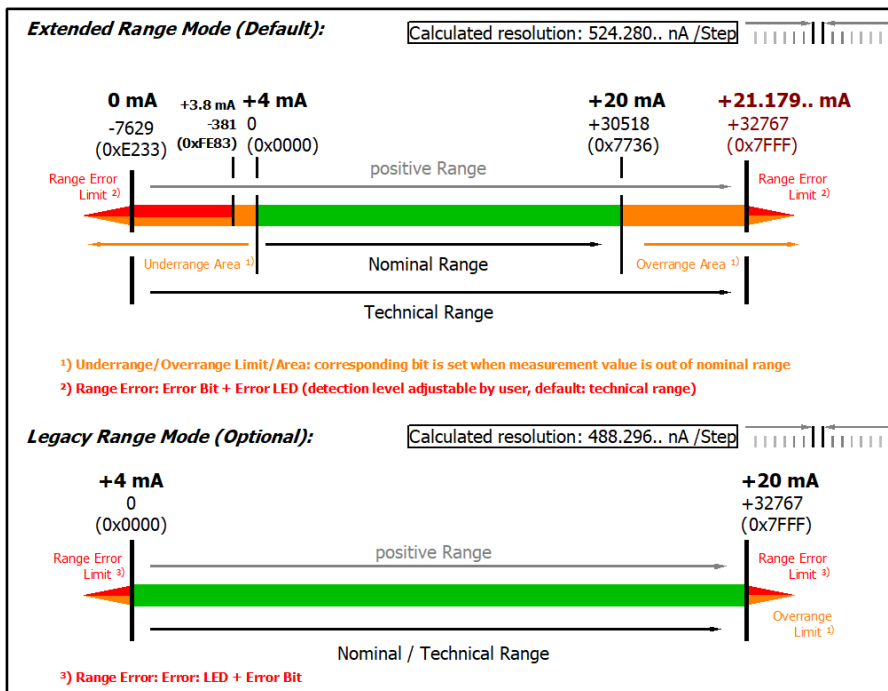 Extended Range Mode (Default):
Calculated resolution: 524.280.. nA /Step
0 mA
-7629
(0xE233)
+3.8 mA
-381
(0xFE83)
+4 mA
0
(0x0000)
+20 mA
+30518
(0x7736)
+21.179.. mA
+32767
(0x7FFF)
Range Error
Limit ²⁾
positive Range
Range Error
Limit ²⁾
Underrange Area ¹⁾
Nominal Range
Overrange Area ¹⁾
Technical Range
¹⁾ Underrange/Overrange Limit/Area: corresponding bit is set when measurement value is out of nominal range
²⁾ Range Error: Error Bit + Error LED (detection level adjustable by user, default: technical range)
Legacy Range Mode (Optional):
Calculated resolution: 488.296.. nA /Step
+4 mA
0
(0x0000)
+20 mA
+32767
(0x7FFF)
Range Error
Limit ³⁾
positive Range
Range Error
Limit ³⁾
Overrange
Limit ¹⁾
Nominal / Technical Range
³⁾ Range Error: Error: LED + Error Bit